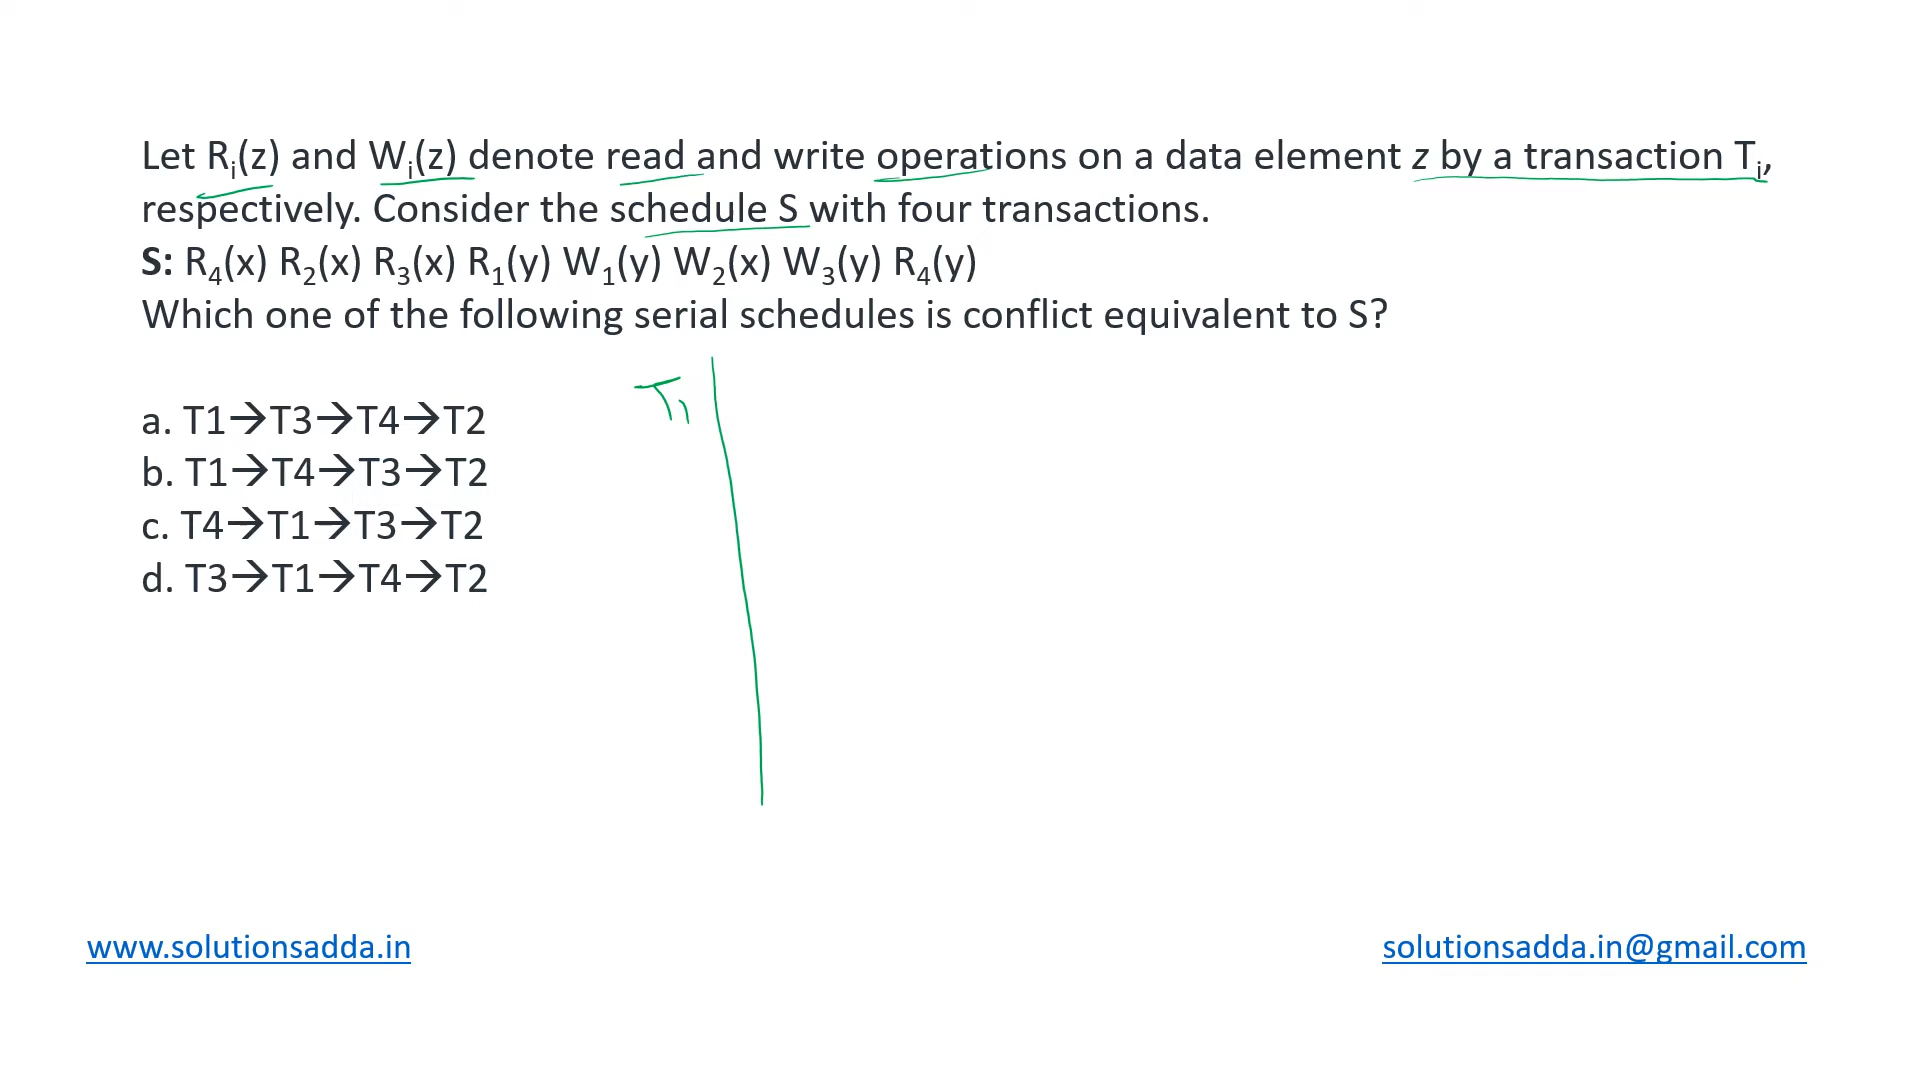 Let Rᵢ(z) and Wᵢ(z) denote read and write operations on a data element z by a transaction Tᵢ,
respectively. Consider the schedule S with four transactions.
S: R₄(x) R₂(x) R₃(x) R₁(y) W₁(y) W₂(x) W₃(y) R₄(y)
Which one of the following serial schedules is conflict equivalent to S?
a. T1→T3→T4→T2
b. T1→T4→T3→T2
c. T4→T1→T3→T2
d. T3→T1→T4→T2
T₁
www.solutionsadda.in
solutionsadda.in@gmail.com